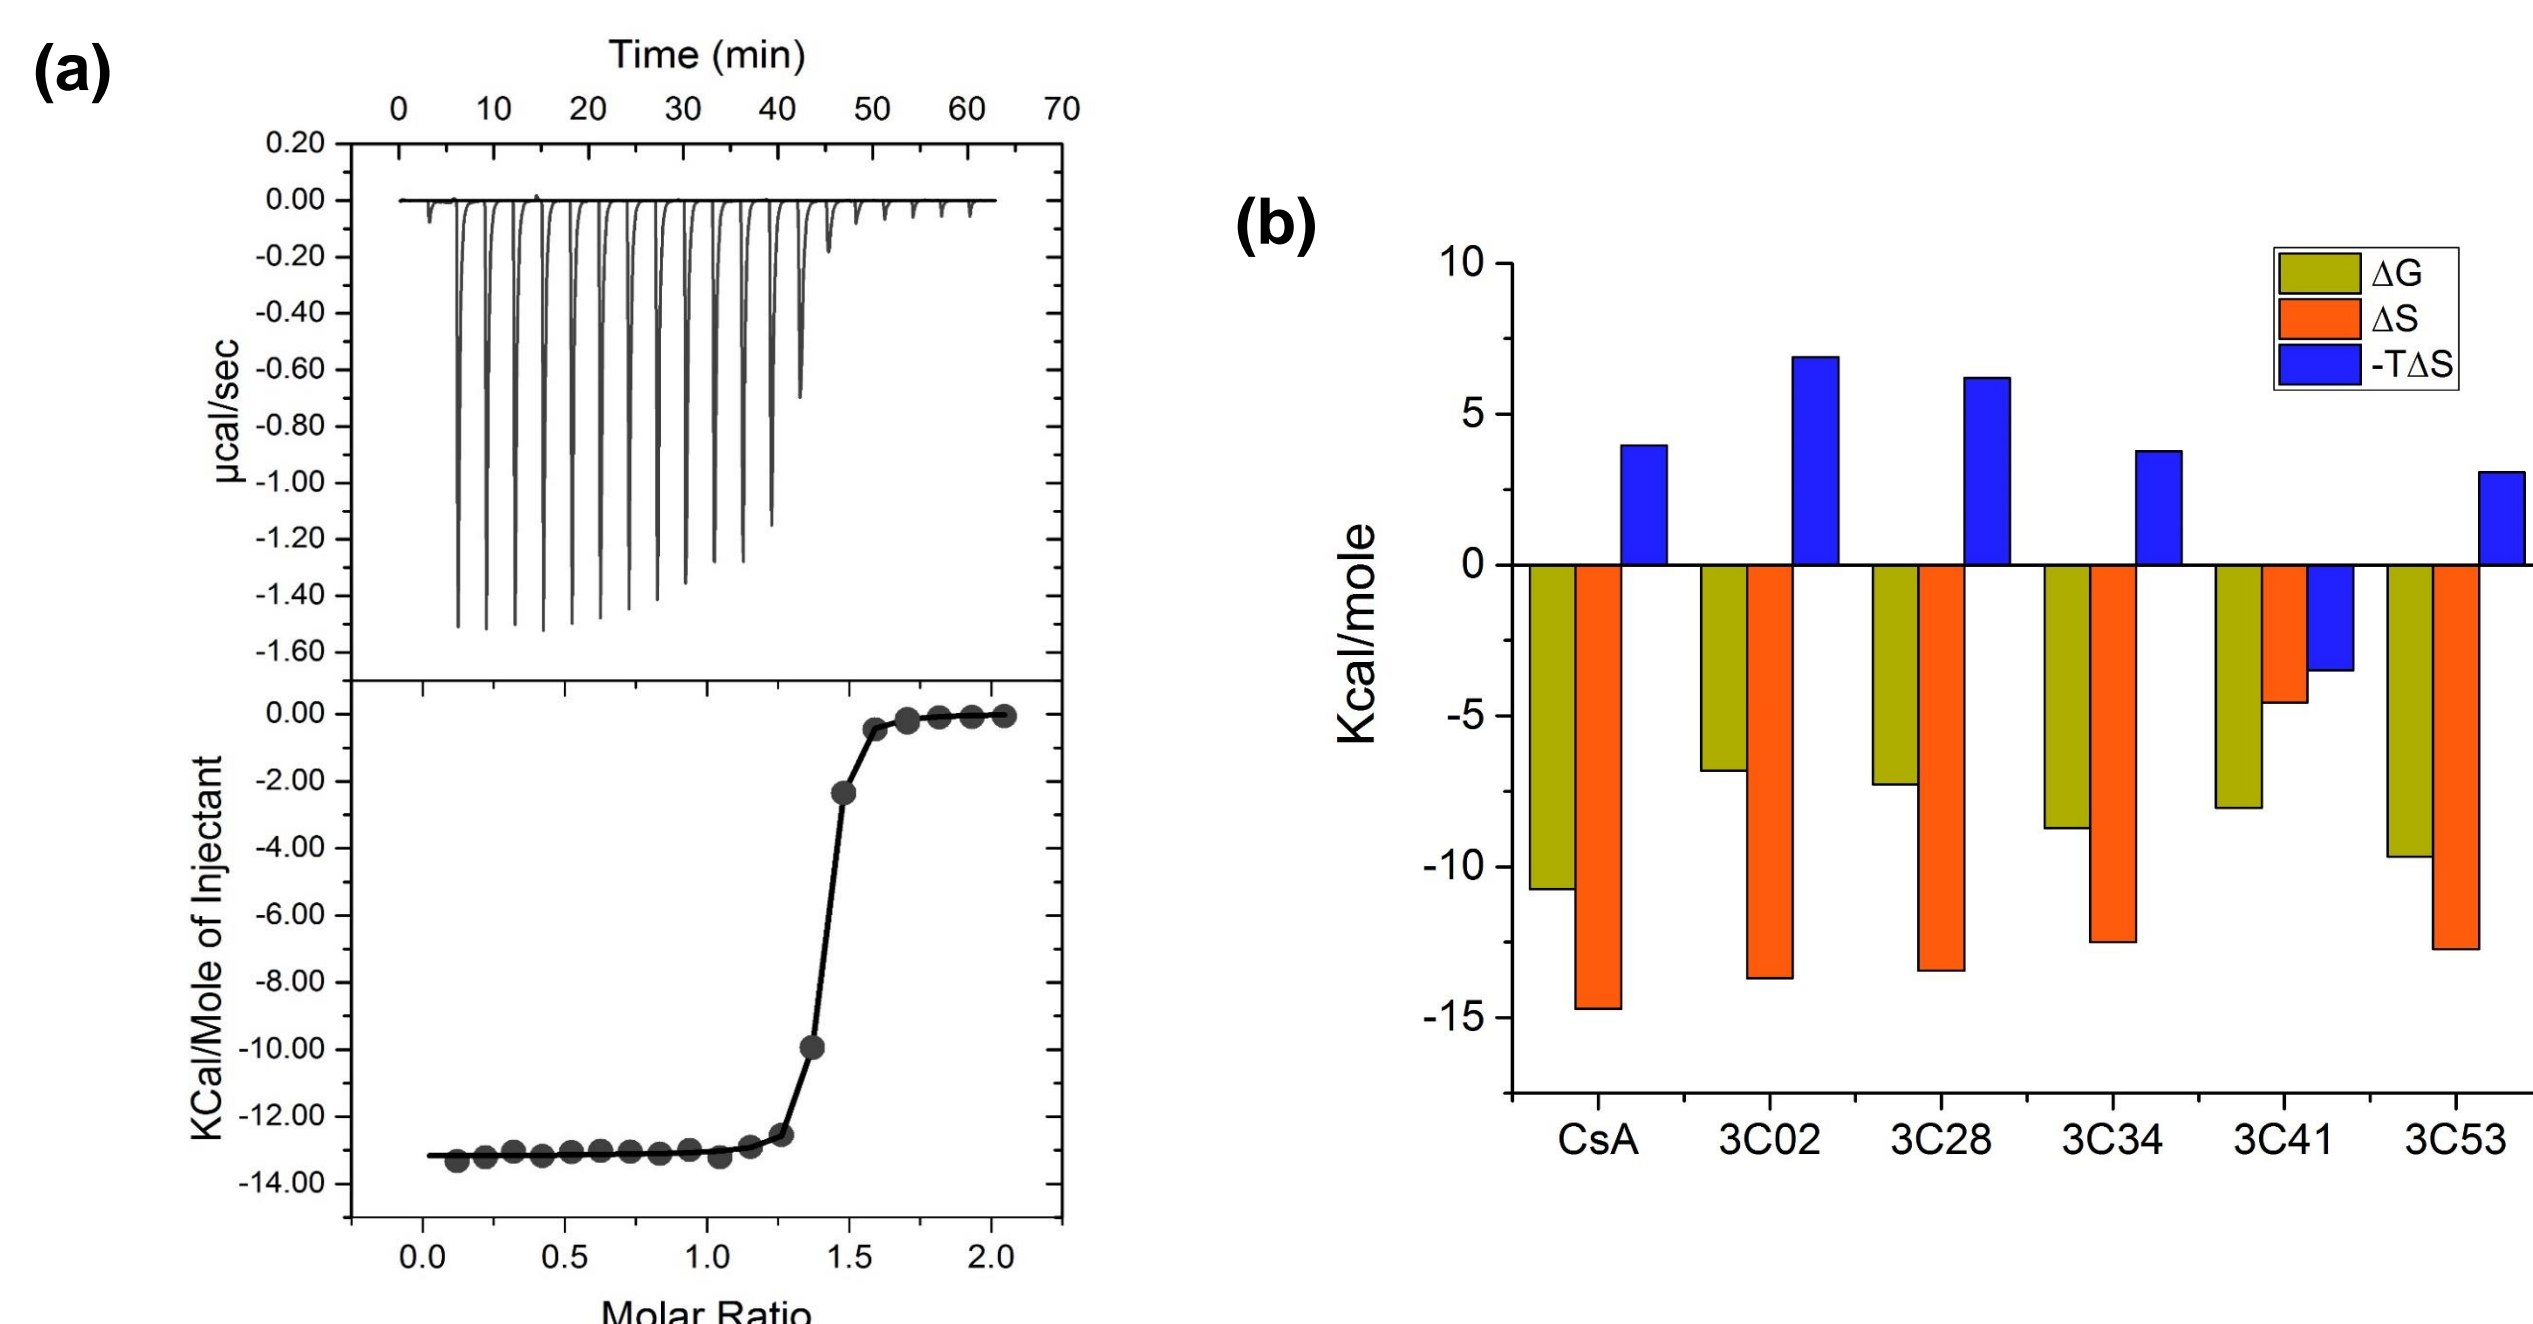 (a)
Time (min)
0 10 20 30 40 50 60 70
0.20
0.00
-0.20
-0.40
-0.60
-0.80
-1.00
-1.20
-1.40
-1.60
µcal/sec
0.00
-2.00
-4.00
-6.00
-8.00
-10.00
-12.00
-14.00
KCal/Mole of Injectant
0.0 0.5 1.0 1.5 2.0
Molar Ratio
(b)
10
5
0
-5
-10
-15
Kcal/mole
ΔG
ΔS
-TΔS
CsA 3C02 3C28 3C34 3C41 3C53